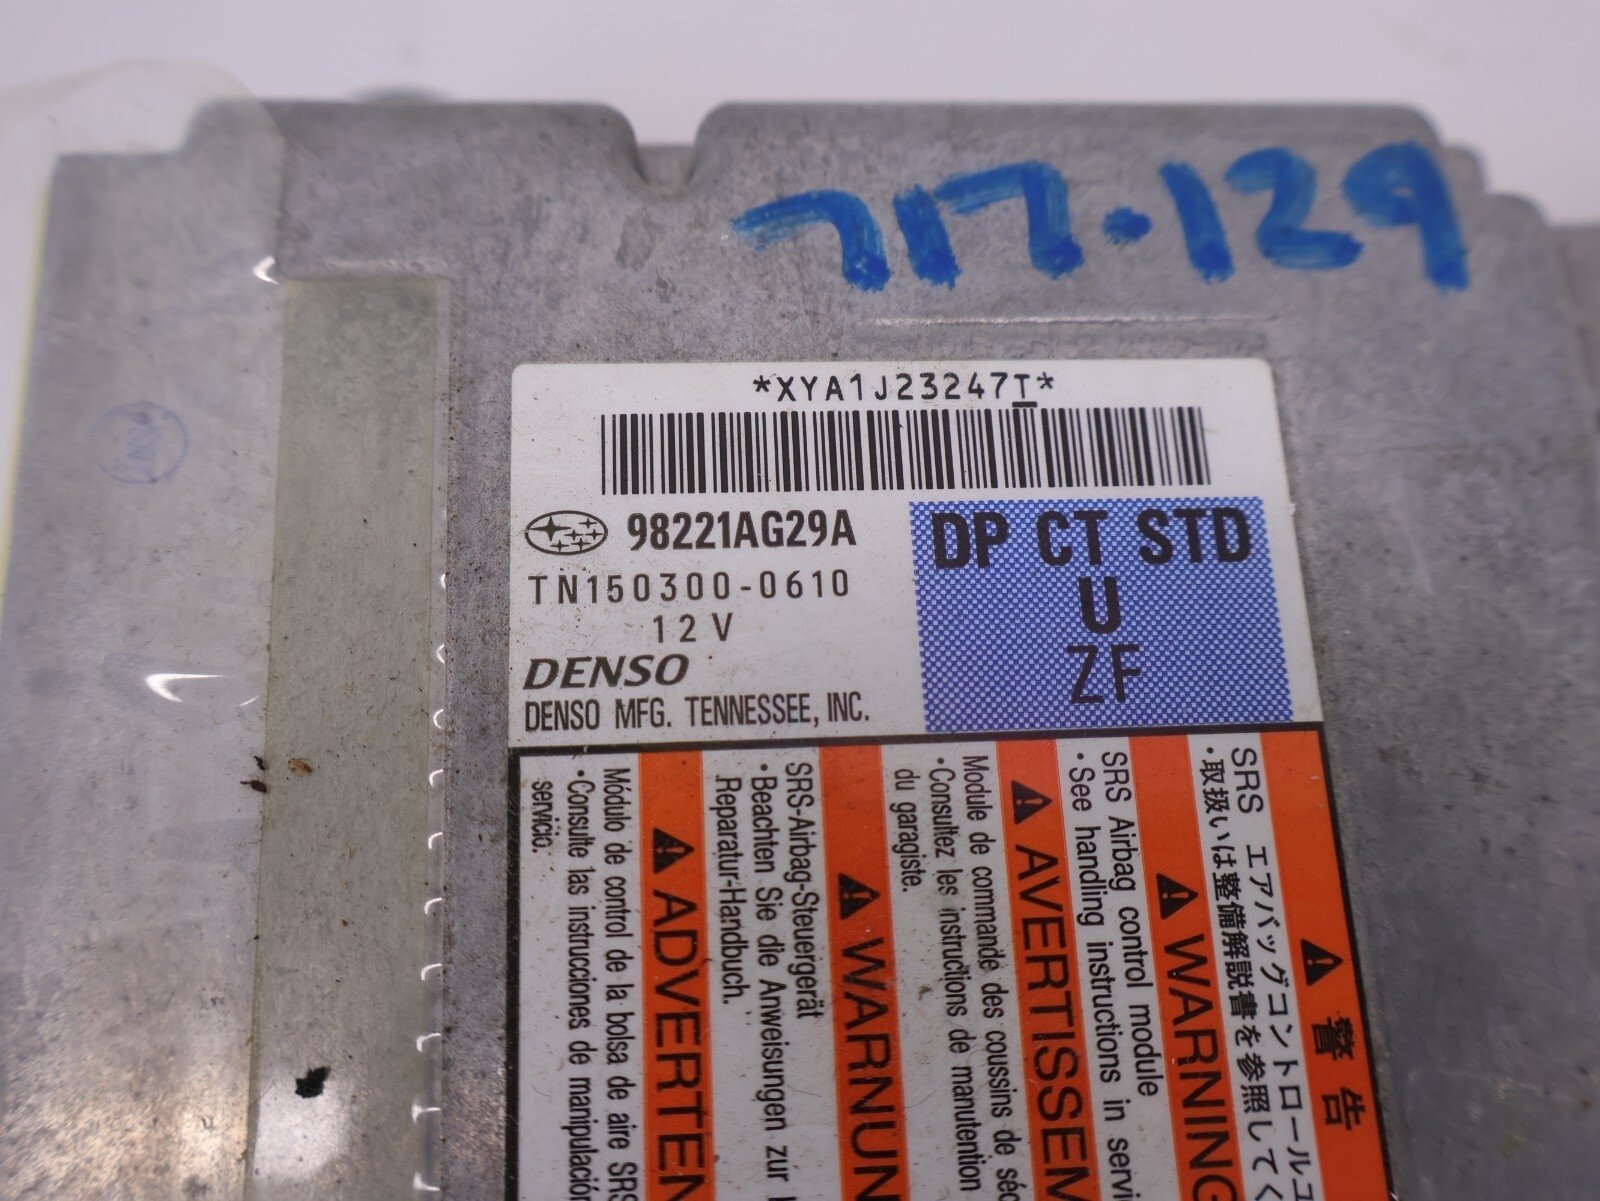 717.129
*XYA1J23247T*
98221AG29A
TN150300-0610
12V
DENSO
DENSO MFG. TENNESSEE, INC.
DP CT STD
U
ZF
警告
SRS エアバッグコントロールユ
・取扱いは整備解説書を参照してく
WARNING
SRS Airbag control module
• See handling instructions in servi
AVERTISSEM
Module de commande des coussins de séc
• Consultez les instructions de manutention
du garagiste.
WARNUN
SRS-Airbag-Steuergerät
• Beachten Sie die Anweisungen zur
Reparatur-Handbuch.
ADVERTEN
Módulo de control de la bolsa de aire SRS
• Consulte las instrucciones de manipulación
servicio.